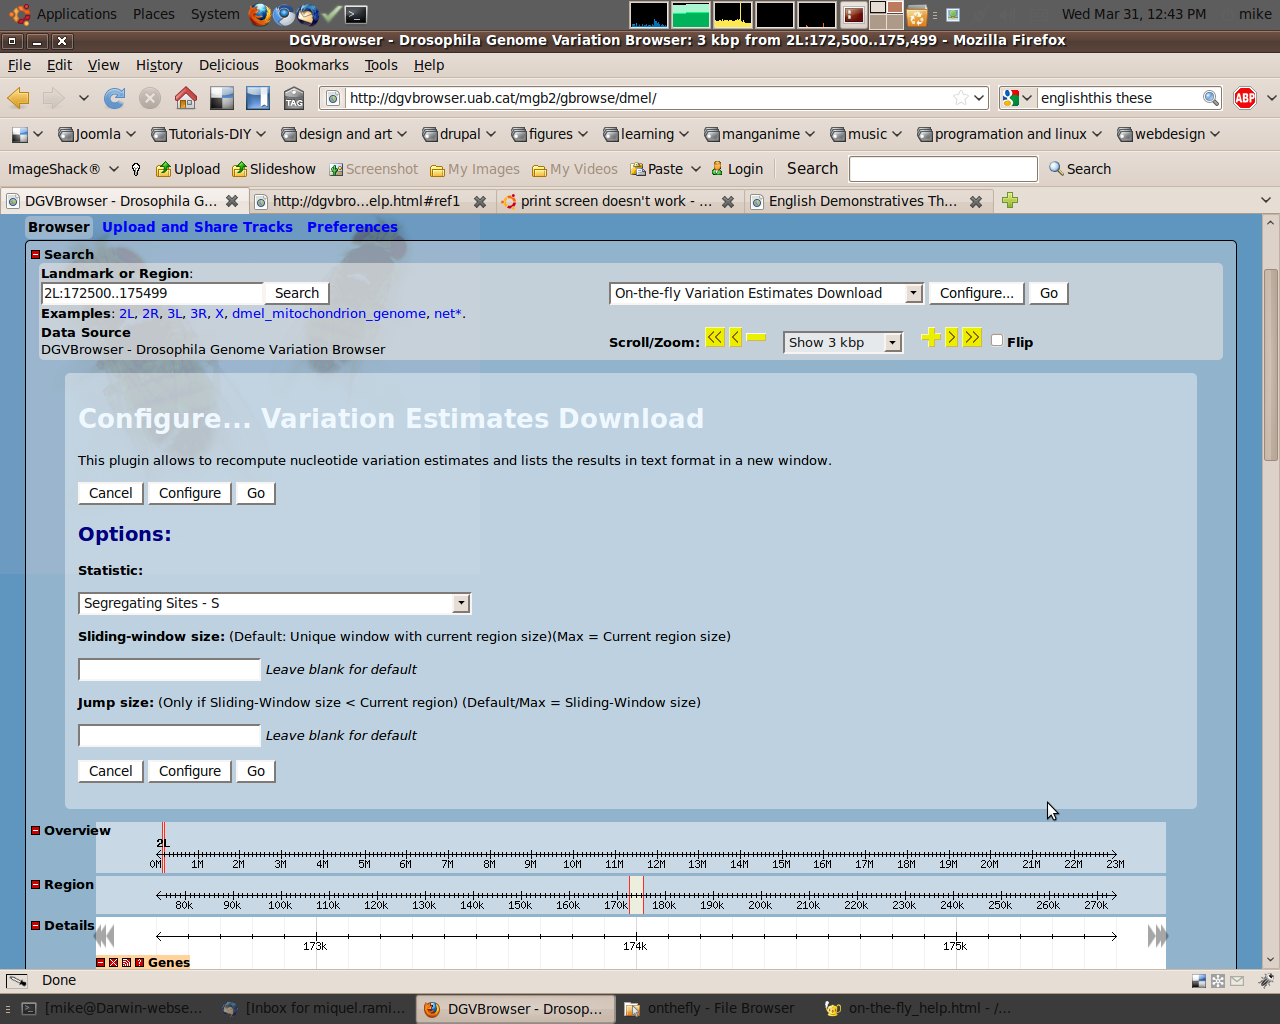 Applications Places System Wed Mar 31, 12:43 PM mike
DGVBrowser - Drosophila Genome Variation Browser: 3 kbp from 2L:172,500..175,499 - Mozilla Firefox
File Edit View History Delicious Bookmarks Tools Help
TAG http://dgvbrowser.uab.cat/mgb2/gbrowse/dmel/ englishthis these ABP
Joomla Tutorials-DIY design and art drupal figures learning manganime music programation and linux webdesign
ImageShack® Upload Slideshow Screenshot My Images My Videos Paste Login Search Search
DGVBrowser - Drosophila G... http://dgvbro...elp.html#ref1 print screen doesn't work - ... English Demonstratives Th...
Browser Upload and Share Tracks Preferences
Search
Landmark or Region:
2L:172500..175499 Search On-the-fly Variation Estimates Download Configure... Go
Examples: 2L, 2R, 3L, 3R, X, dmel_mitochondrion_genome, net*.
Data Source
DGVBrowser - Drosophila Genome Variation Browser
Scroll/Zoom: << < Show 3 kbp > >> Flip
Configure... Variation Estimates Download
This plugin allows to recompute nucleotide variation estimates and lists the results in text format in a new window.
Cancel Configure Go
Options:
Statistic:
Segregating Sites - S
Sliding-window size: (Default: Unique window with current region size)(Max = Current region size)
Leave blank for default
Jump size: (Only if Sliding-Window size < Current region) (Default/Max = Sliding-Window size)
Leave blank for default
Cancel Configure Go
Overview
2L
0M 1M 2M 3M 4M 5M 6M 7M 8M 9M 10M 11M 12M 13M 14M 15M 16M 17M 18M 19M 20M 21M 22M 23M
Region
80k 90k 100k 110k 120k 130k 140k 150k 160k 170k 180k 190k 200k 210k 220k 230k 240k 250k 260k 270k
Details
173k 174k 175k
Genes
Done
[mike@Darwin-webse... [Inbox for miquel.rami... DGVBrowser - Drosop... onthefly - File Browser on-the-fly_help.html - /...